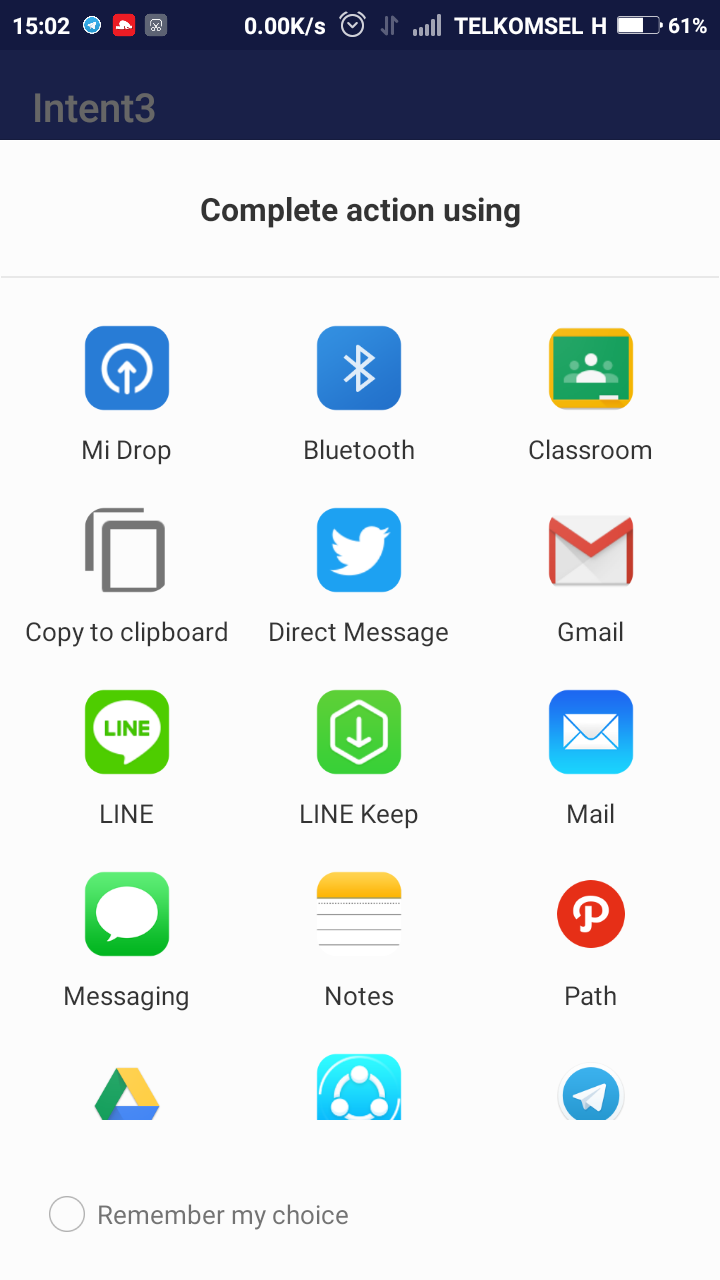 15:02 0.00K/s TELKOMSEL H 61%
Intent3
Complete action using
Mi Drop Bluetooth Classroom
Copy to clipboard Direct Message Gmail
LINE
LINE LINE Keep Mail
Messaging Notes Path
Remember my choice